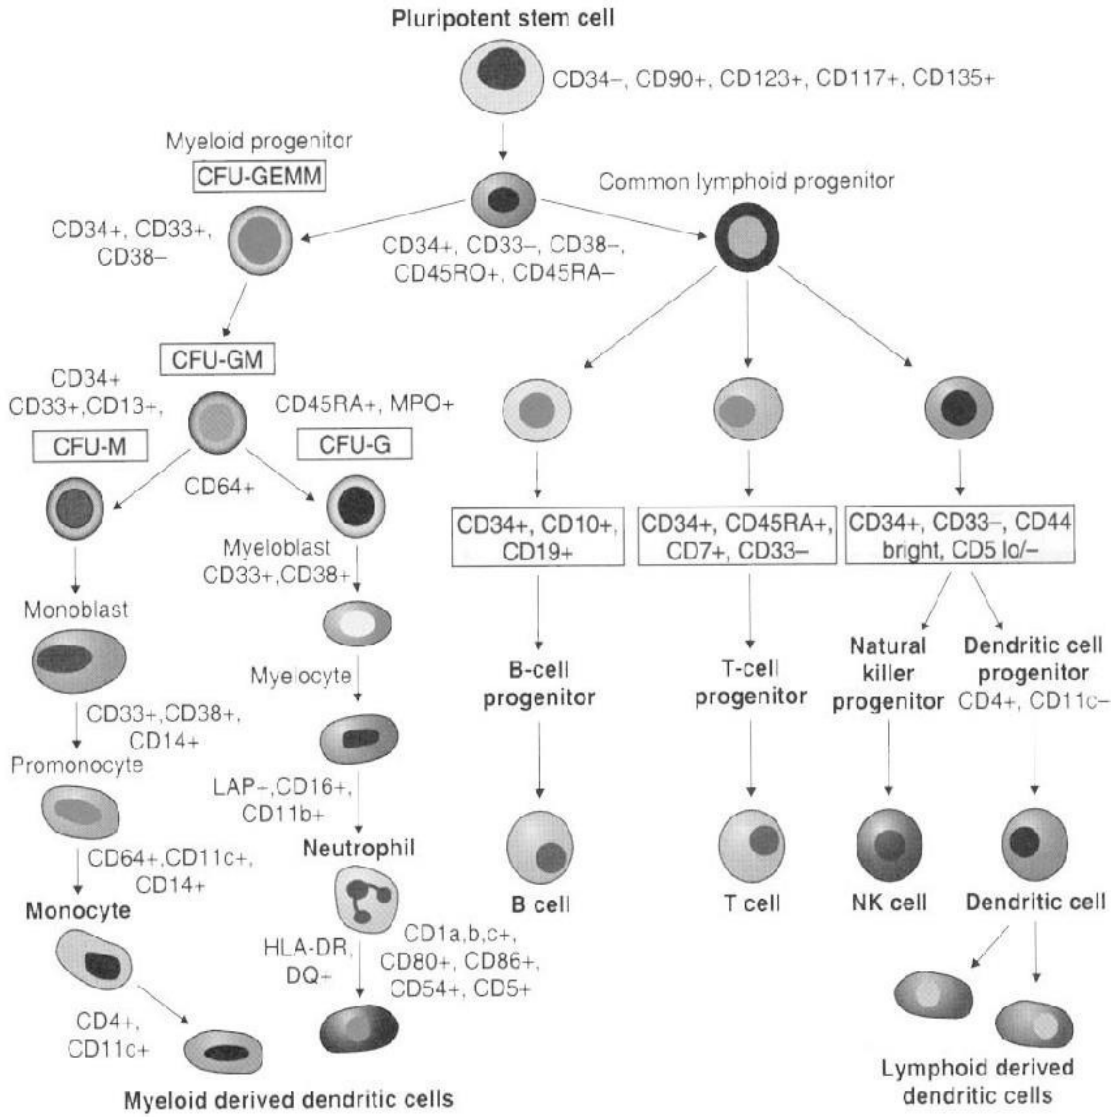 Pluripotent stem cell
CD34–, CD90+, CD123+, CD117+, CD135+
Myeloid progenitor
CFU-GEMM
CD34+, CD33+,
CD38–
CD34+, CD33–, CD38–,
CD45RO+, CD45RA–
Common lymphoid progenitor
CFU-GM
CD34+
CD33+,CD13+,
CFU-M
CD45RA+, MPO+
CFU-G
CD64+
Myeloblast
CD33+,CD38+
Monoblast
Myelocyte
CD33+,CD38+,
CD14+
Promonocyte
LAP+,CD16+,
CD11b+
CD64+,CD11c+,
CD14+
Monocyte
Neutrophil
HLA-DR,
DQ+
CD1a,b,c+,
CD80+, CD86+,
CD54+, CD5+
CD4+,
CD11c+
Myeloid derived dendritic cells
CD34+, CD10+,
CD19+
B-cell
progenitor
B cell
CD34+, CD45RA+,
CD7+, CD33–
T-cell
progenitor
T cell
CD34+, CD33–, CD44
bright, CD5 lo/–
Natural
killer
progenitor
NK cell
Dendritic cell
progenitor
CD4+, CD11c–
Dendritic cell
Lymphoid derived
dendritic cells